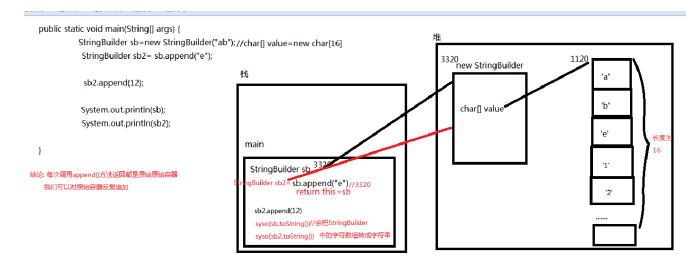 public static void main(String[] args) {
StringBuilder sb=new StringBuilder("ab");//char[] value=new char[16]
StringBuilder sb2= sb.append("e");
sb2.append(12);
System.out.println(sb);
System.out.println(sb2);
}
结论: 每次调用append()方法返回都是原始原始容器
我们可以对原始容器反复追加
栈
main
StringBuilder sb 3320
StringBuilder sb2= sb.append("e")//3320
return this=sb
sb2.append(12)
syso(sb.toString())//会把StringBuilder
syso(sb2.toString()) 中的字符数组转成字符串
堆
3320
new StringBuilder
char[] value
1120
'a'
'b'
'e'
'1'
'2'
......
长度为
16